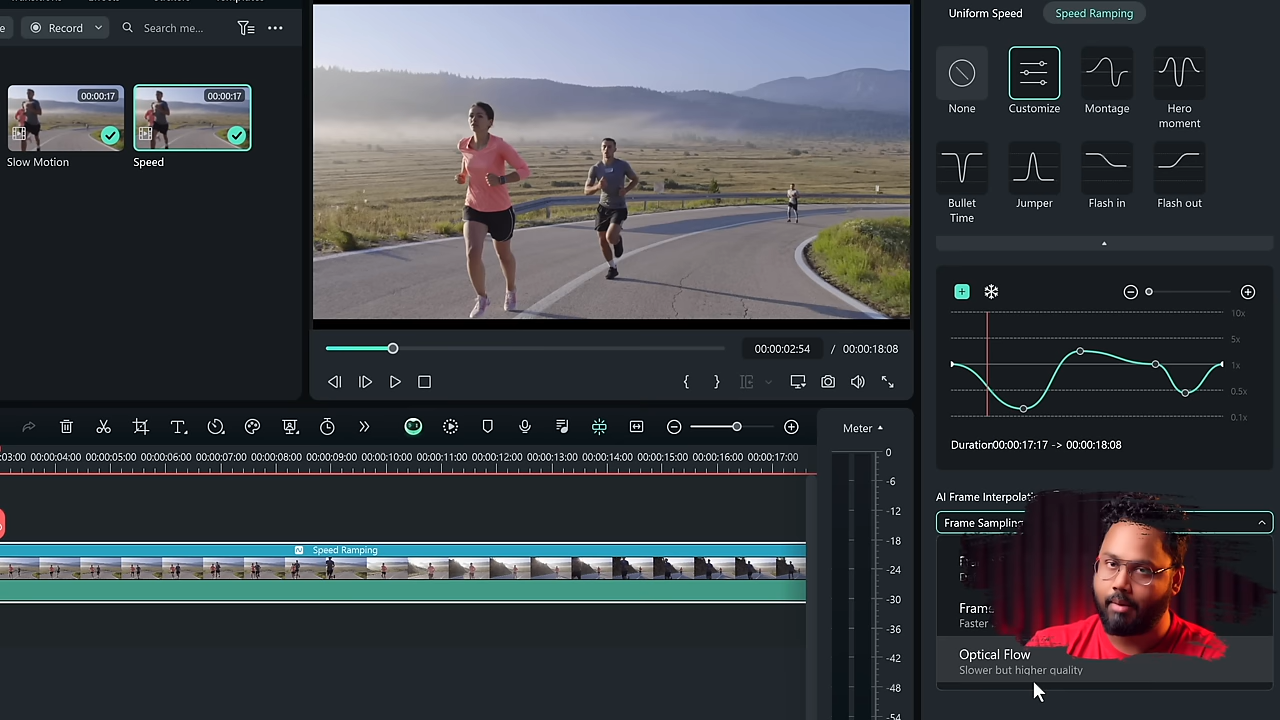 Record
Search me...
00:00:17
00:00:17
Slow Motion
Speed
00:00:02:54 / 00:00:18:08
Uniform Speed
Speed Ramping
None
Customize
Montage
Hero moment
Bullet Time
Jumper
Flash in
Flash out
10x
5x
1x
0.5x
0.1x
Duration00:00:17:17 -> 00:00:18:08
AI Frame Interpolati
Frame Sampling
Fram
Faster
Optical Flow
Slower but higher quality
Meter
0
-6
-12
-18
-24
-30
-36
-42
-48
-54
:03:00 00:00:04:00 00:00:05:00 00:00:06:00 00:00:07:00 00:00:08:00 00:00:09:00 00:00:10:00 00:00:11:00 00:00:12:00 00:00:13:00 00:00:14:00 00:00:15:00 00:00:16:00 00:00:17:00
Speed Ramping